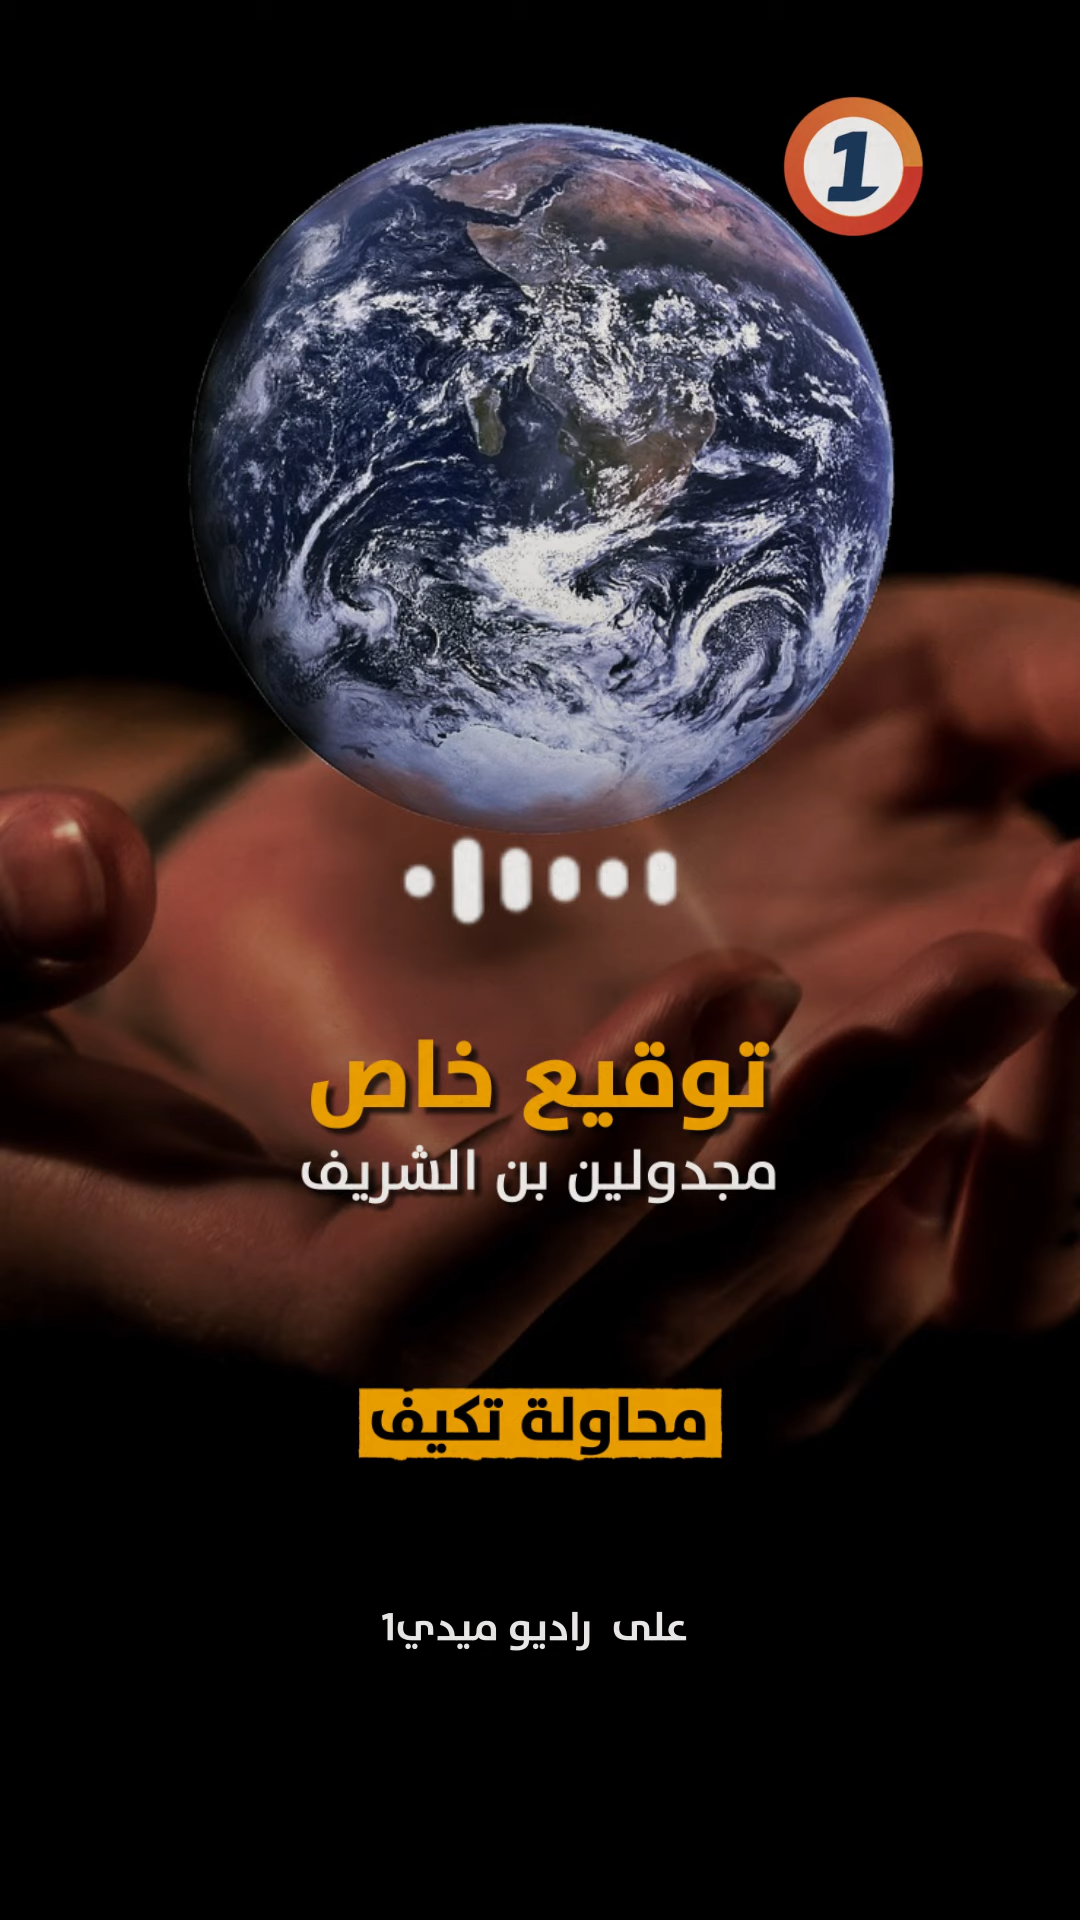 1
توقيع خاص
مجدولين بن الشريف
محاولة تكيف
على راديو ميدي1